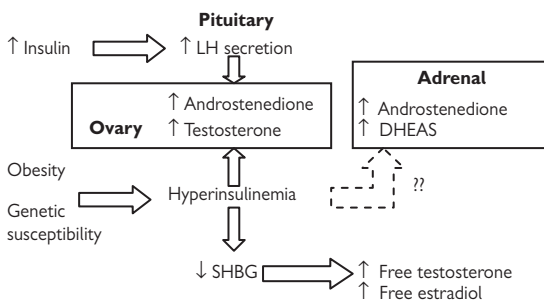 Pituitary
↑ Insulin
↑ LH secretion
Ovary
↑ Androstenedione
↑ Testosterone
Adrenal
↑ Androstenedione
↑ DHEAS
Obesity
Genetic
susceptibility
Hyperinsulinemia
??
↓ SHBG
↑ Free testosterone
↑ Free estradiol